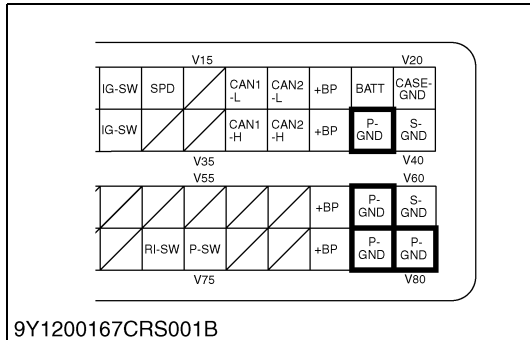 V15 V20
IG-SW SPD CAN1 CAN2 +BP BATT CASE-
-L -L GND
IG-SW CAN1 CAN2 +BP P- S-
-H -H GND GND
V35 V40
V55 V60
+BP P- S-
GND GND
RI-SW P-SW +BP P- P-
GND GND
V75 V80
9Y1200167CRS001B